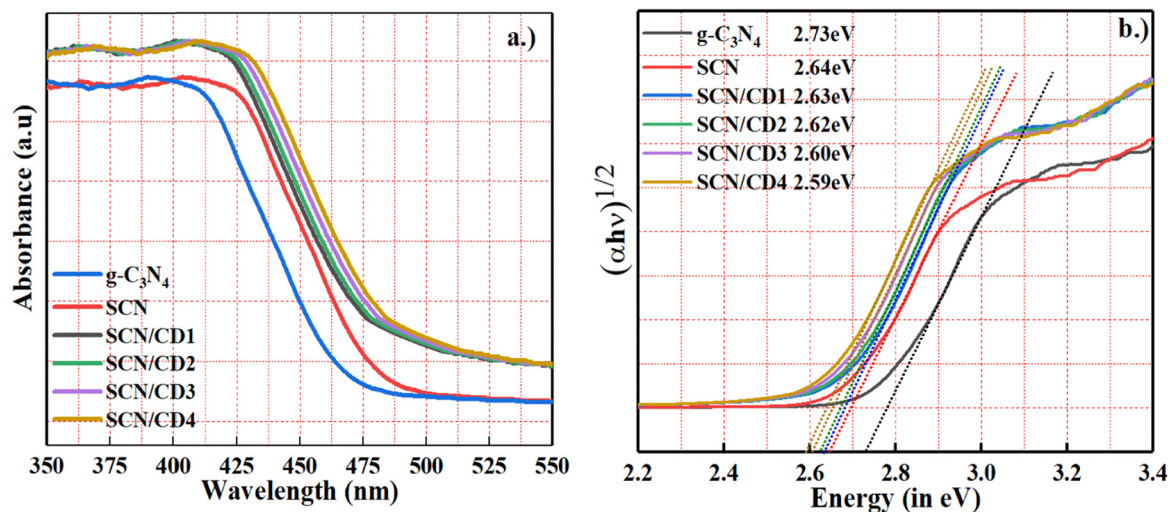 a.)
Absorbance (a.u)
g-C₃N₄
SCN
SCN/CD1
SCN/CD2
SCN/CD3
SCN/CD4
350 375 400 425 450 475 500 525 550
Wavelength (nm)
b.)
(αhν)^1/2
g-C₃N₄ 2.73eV
SCN 2.64eV
SCN/CD1 2.63eV
SCN/CD2 2.62eV
SCN/CD3 2.60eV
SCN/CD4 2.59eV
2.2 2.4 2.6 2.8 3.0 3.2 3.4
Energy (in eV)